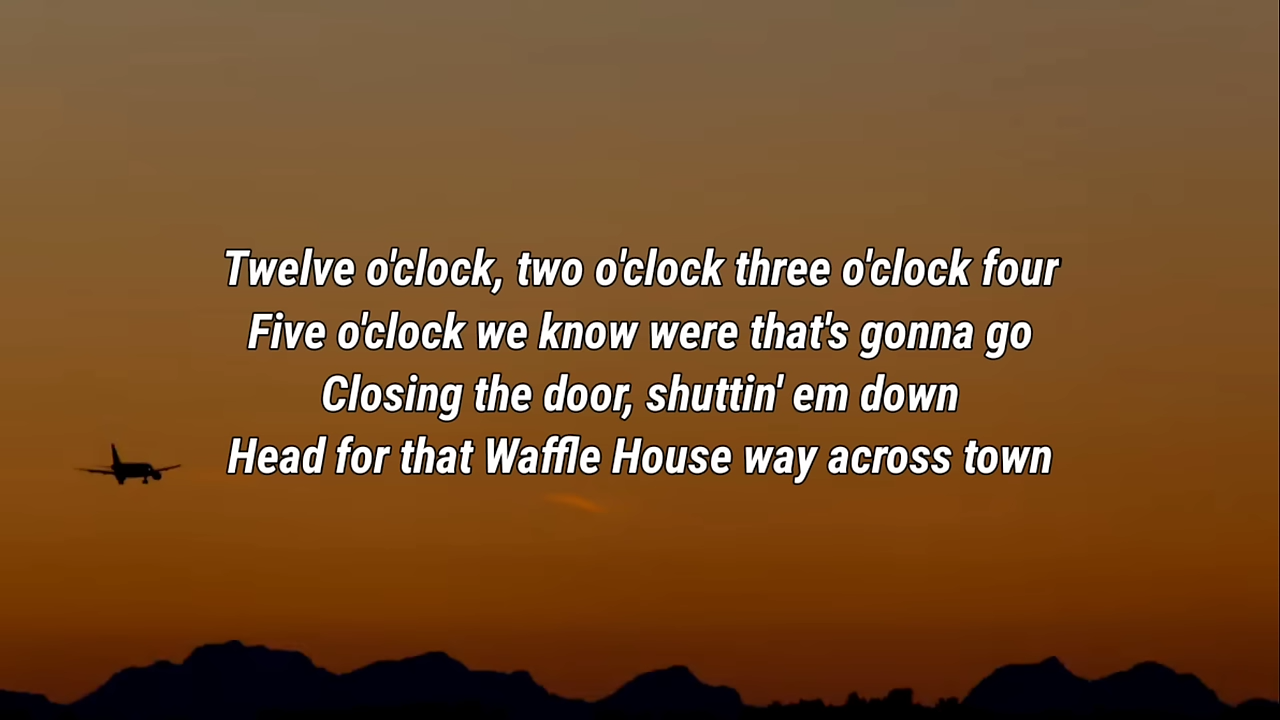 Twelve o'clock, two o'clock three o'clock four
Five o'clock we know were that's gonna go
Closing the door, shuttin' em down
Head for that Waffle House way across town